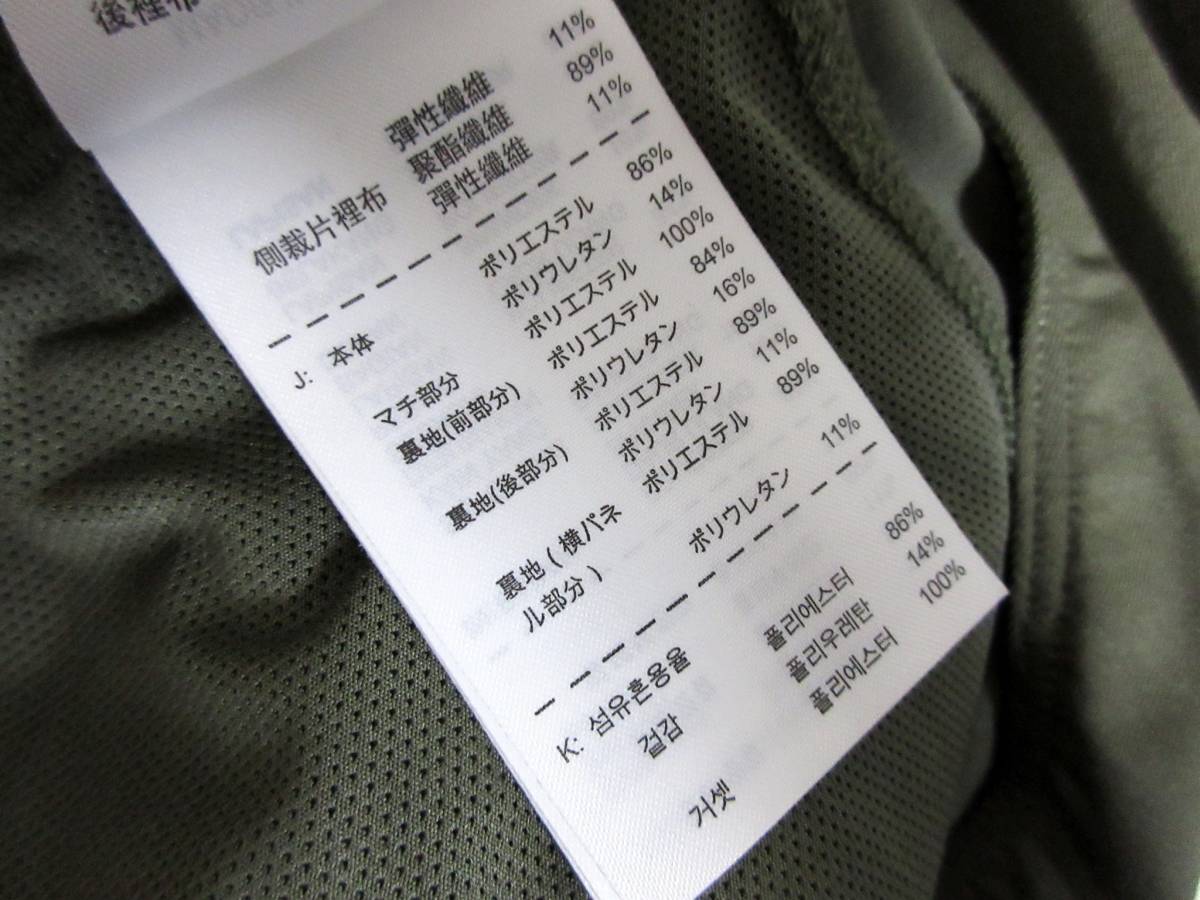 後裡布
彈性纖維 11%
聚酯纖維 89%
側裁片裡布 彈性纖維 11%
J: 本体 ポリエステル 86%
ポリウレタン 14%
マチ部分 ポリエステル 100%
裏地(前部分) ポリエステル 84%
ポリウレタン 16%
裏地(後部分) ポリエステル 89%
ポリウレタン 11%
裏地 ( 横パネ ポリエステル 89%
ル部分 ) ポリウレタン 11%
K: 섬유혼용율
겉감 폴리에스터 86%
폴리우레탄 14%
거셋 폴리에스터 100%